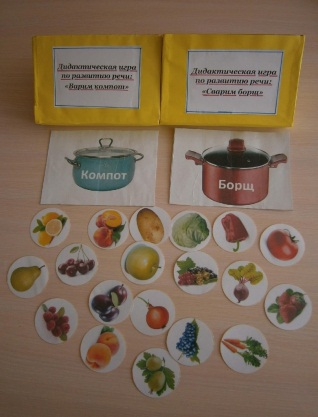 Дидактическая игра
по развитию речи:
«Варим компот»
Дидактическая игра
по развитию речи:
«Сварим борщ»
Компот
Борщ